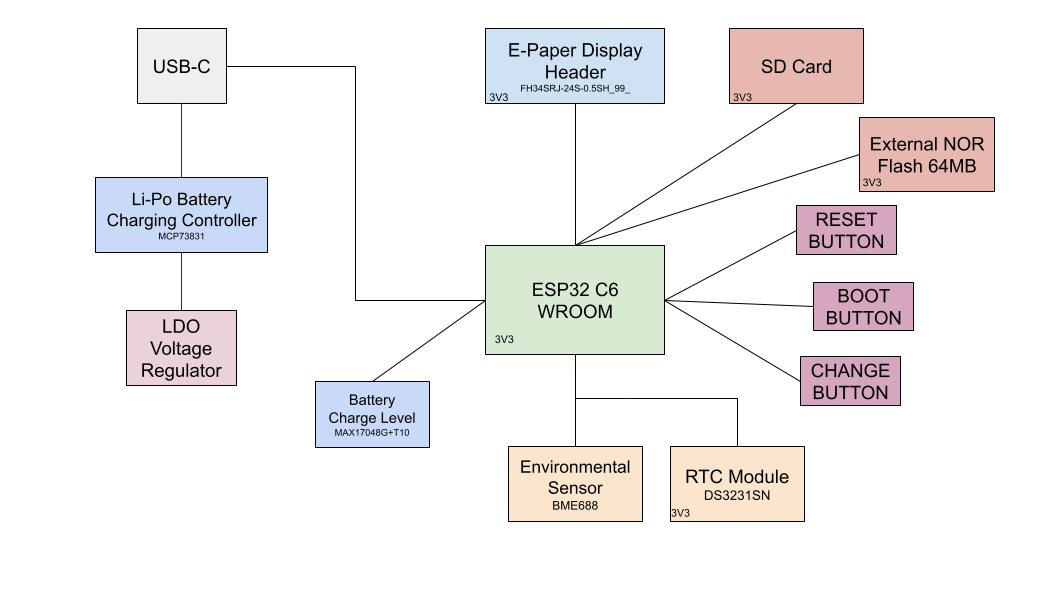 USB-C
E-Paper Display
Header
FH34SRJ-24S-0.5SH_99_
3V3
SD Card
3V3
External NOR
Flash 64MB
3V3
Li-Po Battery
Charging Controller
MCP73831
RESET
BUTTON
ESP32 C6
WROOM
3V3
BOOT
BUTTON
LDO
Voltage
Regulator
CHANGE
BUTTON
Battery
Charge Level
MAX17048G+T10
Environmental
Sensor
BME688
RTC Module
DS3231SN
3V3